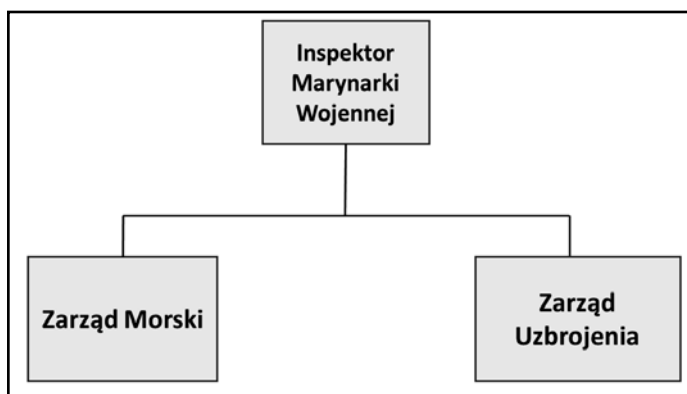 Inspektor
Marynarki
Wojennej
Zarząd Morski
Zarząd
Uzbrojenia